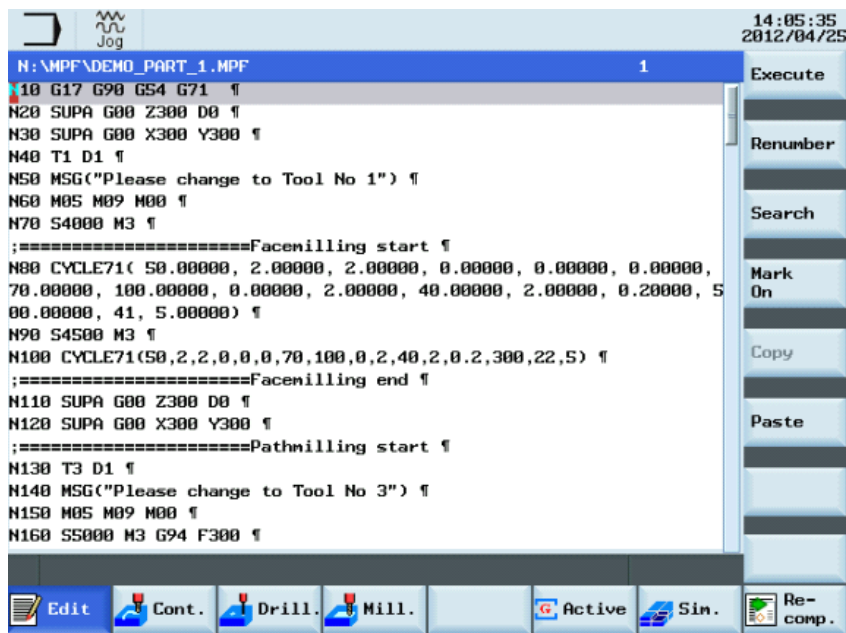 Jog
14:05:35
2012/04/25
N:\MPF\DEMO_PART_1.MPF 1
N10 G17 G90 G54 G71 ¶
N20 SUPA G00 Z300 D0 ¶
N30 SUPA G00 X300 Y300 ¶
N40 T1 D1 ¶
N50 MSG("Please change to Tool No 1") ¶
N60 M05 M09 M00 ¶
N70 S4000 M3 ¶
;======================Facemilling start ¶
N80 CYCLE71( 50.00000, 2.00000, 2.00000, 0.00000, 0.00000, 0.00000,
70.00000, 100.00000, 0.00000, 2.00000, 40.00000, 2.00000, 0.20000, 5
00.00000, 41, 5.00000) ¶
N90 S4500 M3 ¶
N100 CYCLE71(50,2,2,0,0,0,70,100,0,2,40,2,0.2,300,22,5) ¶
;======================Facemilling end ¶
N110 SUPA G00 Z300 D0 ¶
N120 SUPA G00 X300 Y300 ¶
;======================Pathmilling start ¶
N130 T3 D1 ¶
N140 MSG("Please change to Tool No 3") ¶
N150 M05 M09 M00 ¶
N160 S5000 M3 G94 F300 ¶
Execute
Renumber
Search
Mark
On
Copy
Paste
Edit
Cont.
Drill.
Mill.
G Active
Sim.
Re-
comp.